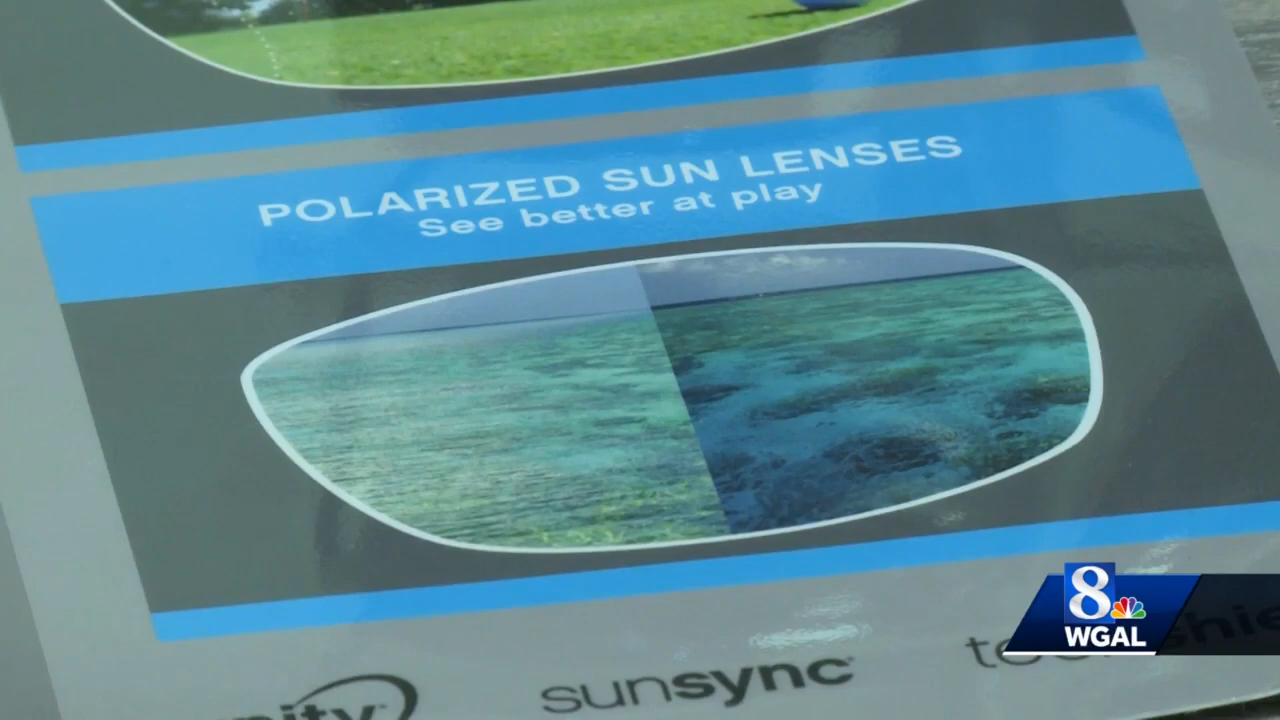 POLARIZED SUN LENSES
See better at play
8
WGAL
sunsync